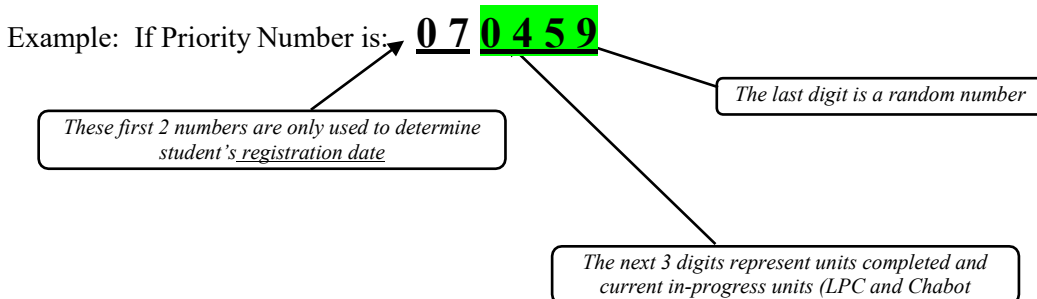 Example: If Priority Number is: 0 7 0 4 5 9
The last digit is a random number
These first 2 numbers are only used to determine
student's registration date
The next 3 digits represent units completed and
current in-progress units (LPC and Chabot